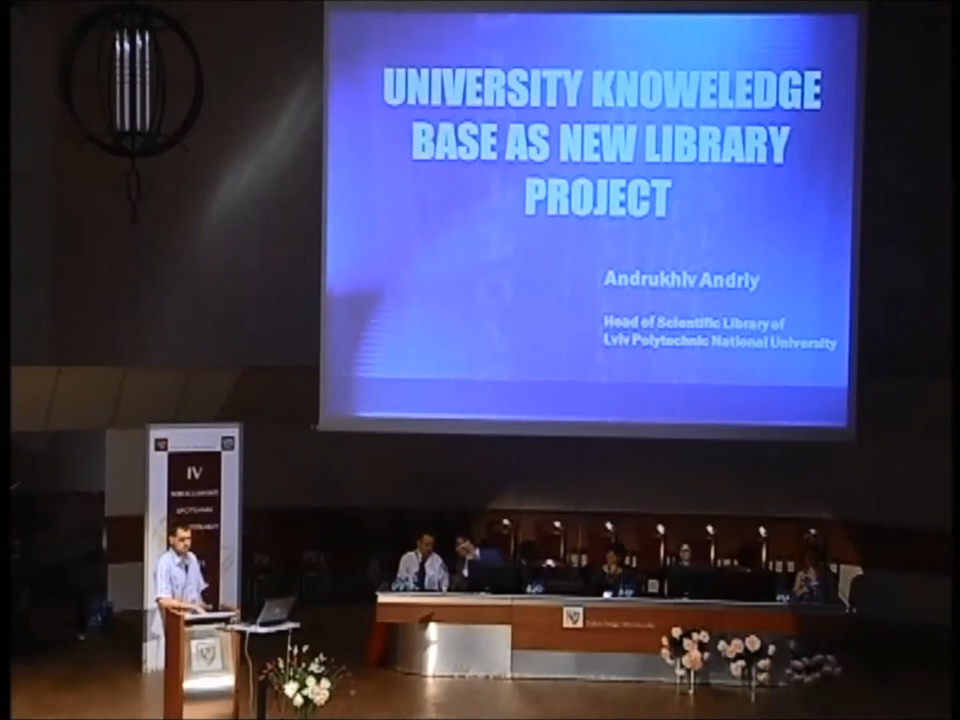 UNIVERSITY KNOWELEDGE
BASE AS NEW LIBRARY
PROJECT
Andrukhiv Andriy
Head of Scientific Library of
Lviv Polytechnic National University
IV